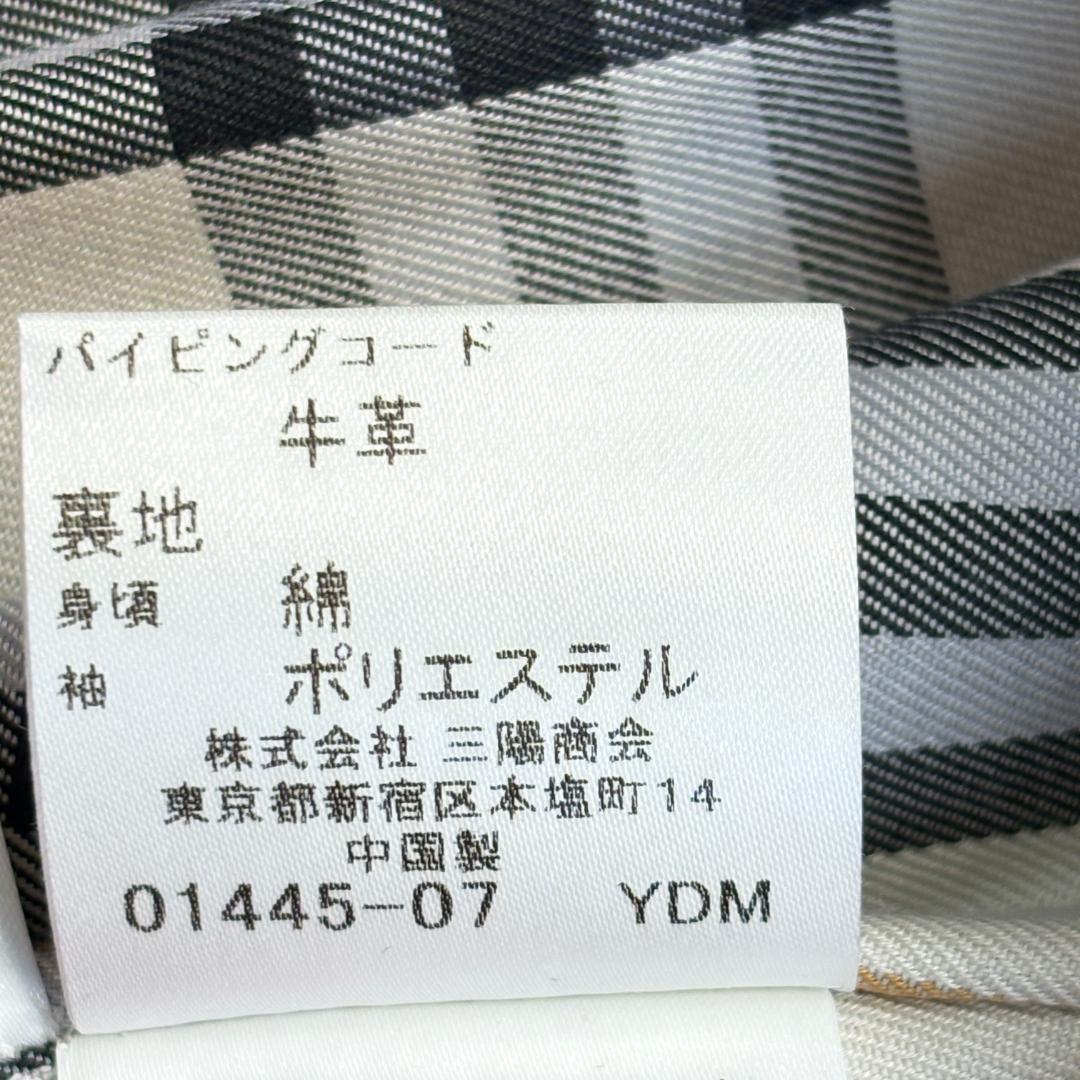 パイピングコード
牛革
裏地
身頃 綿
袖 ポリエステル
株式会社 三陽商会
東京都新宿区本塩町14
中国製
01445-07 YDM